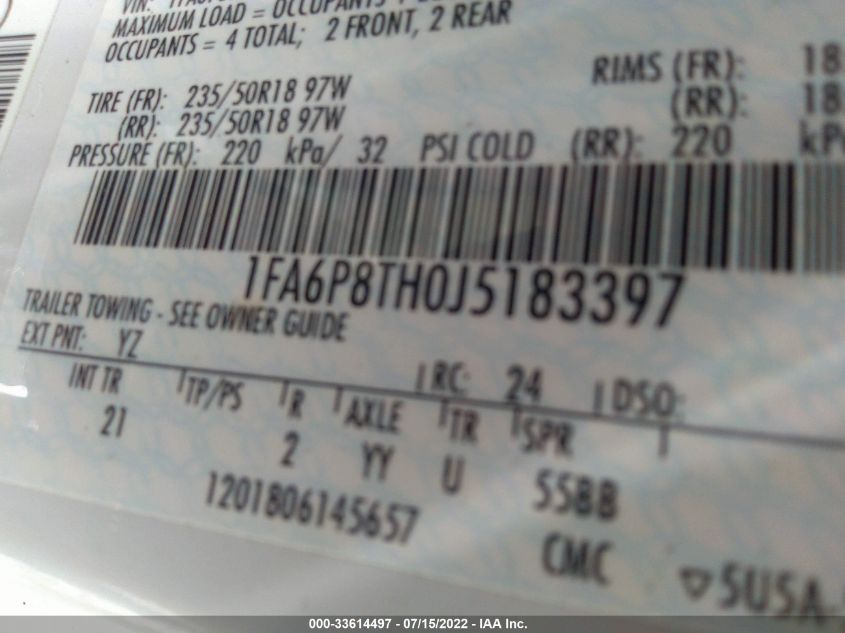 MAXIMUM LOAD = OCCUPANTS
OCCUPANTS = 4 TOTAL; 2 FRONT, 2 REAR
TIRE (FR): 235/50R18 97W RIMS (FR): 18
(RR): 235/50R18 97W (RR): 18
PRESSURE (FR): 220 kPa/ 32 PSI COLD (RR): 220 kPa
1FA6P8TH0J5183397
TRAILER TOWING - SEE OWNER GUIDE
EXT PNT: YZ RC: 24 DSO:
INT TR TP/PS R AXLE TR SPR
21 2 YY U 55BB
1201806145657 CMC
▽5U5A-
000-33614497 - 07/15/2022 - IAA Inc.